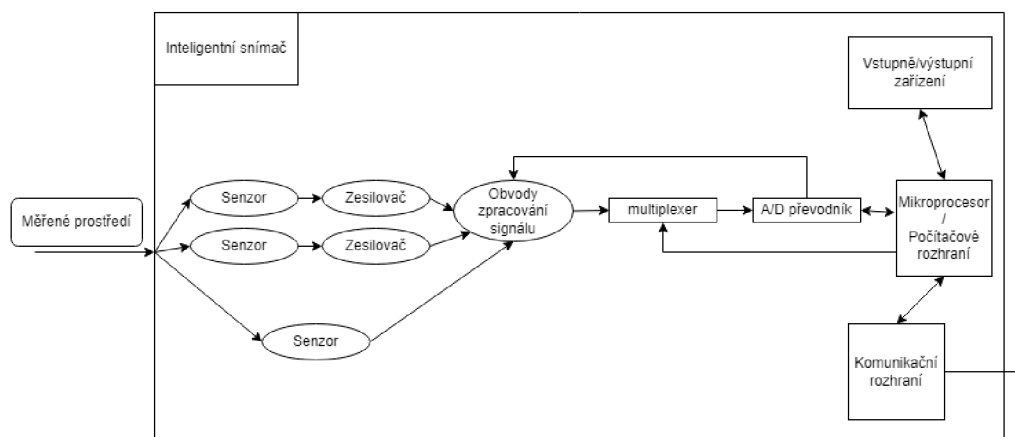 Inteligentní snímač
Vstupně/výstupní
zařízení
Měřené prostředí
Senzor
Zesilovač
Senzor
Zesilovač
Senzor
Obvody
zpracování
signálu
multiplexer
A/D převodník
Mikroprocesor
/
Počítačové
rozhraní
Komunikační
rozhraní